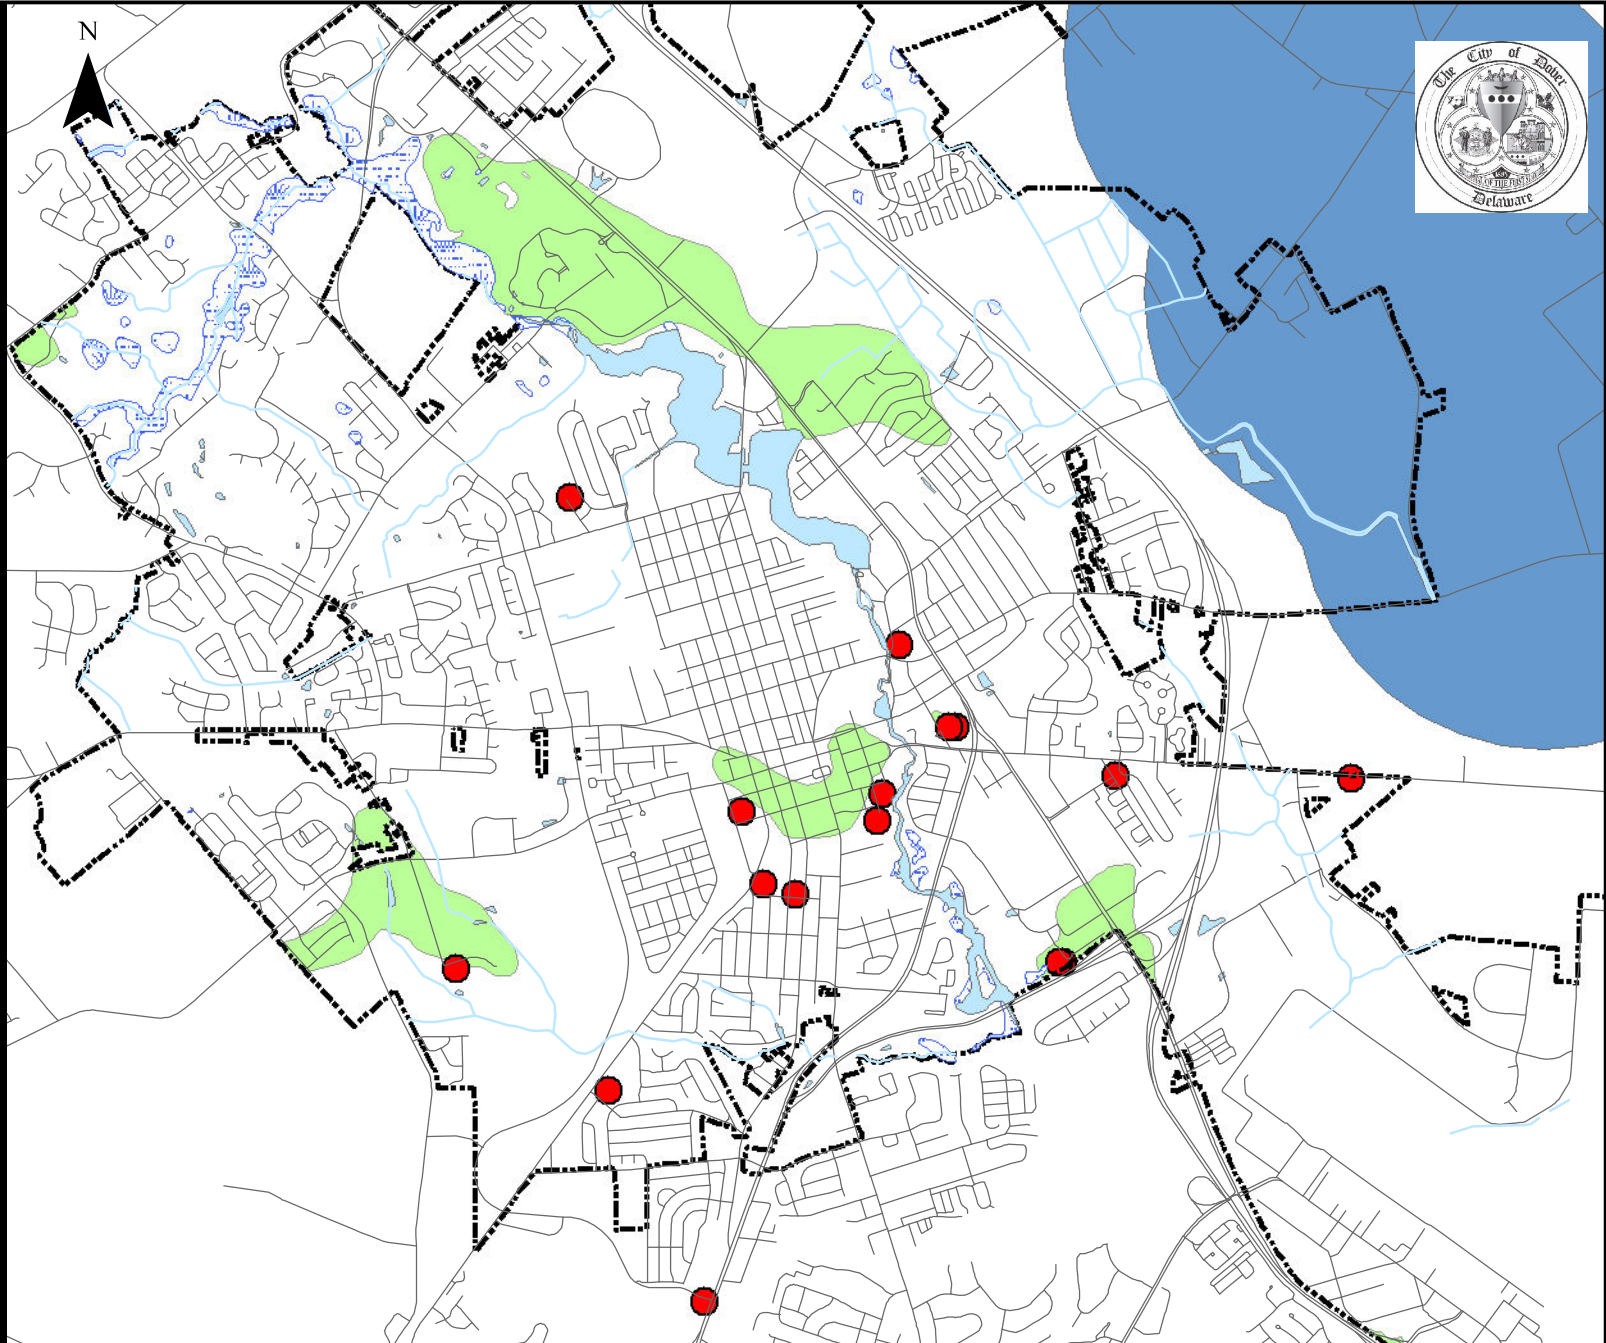 N
The City of Dover
Delaware